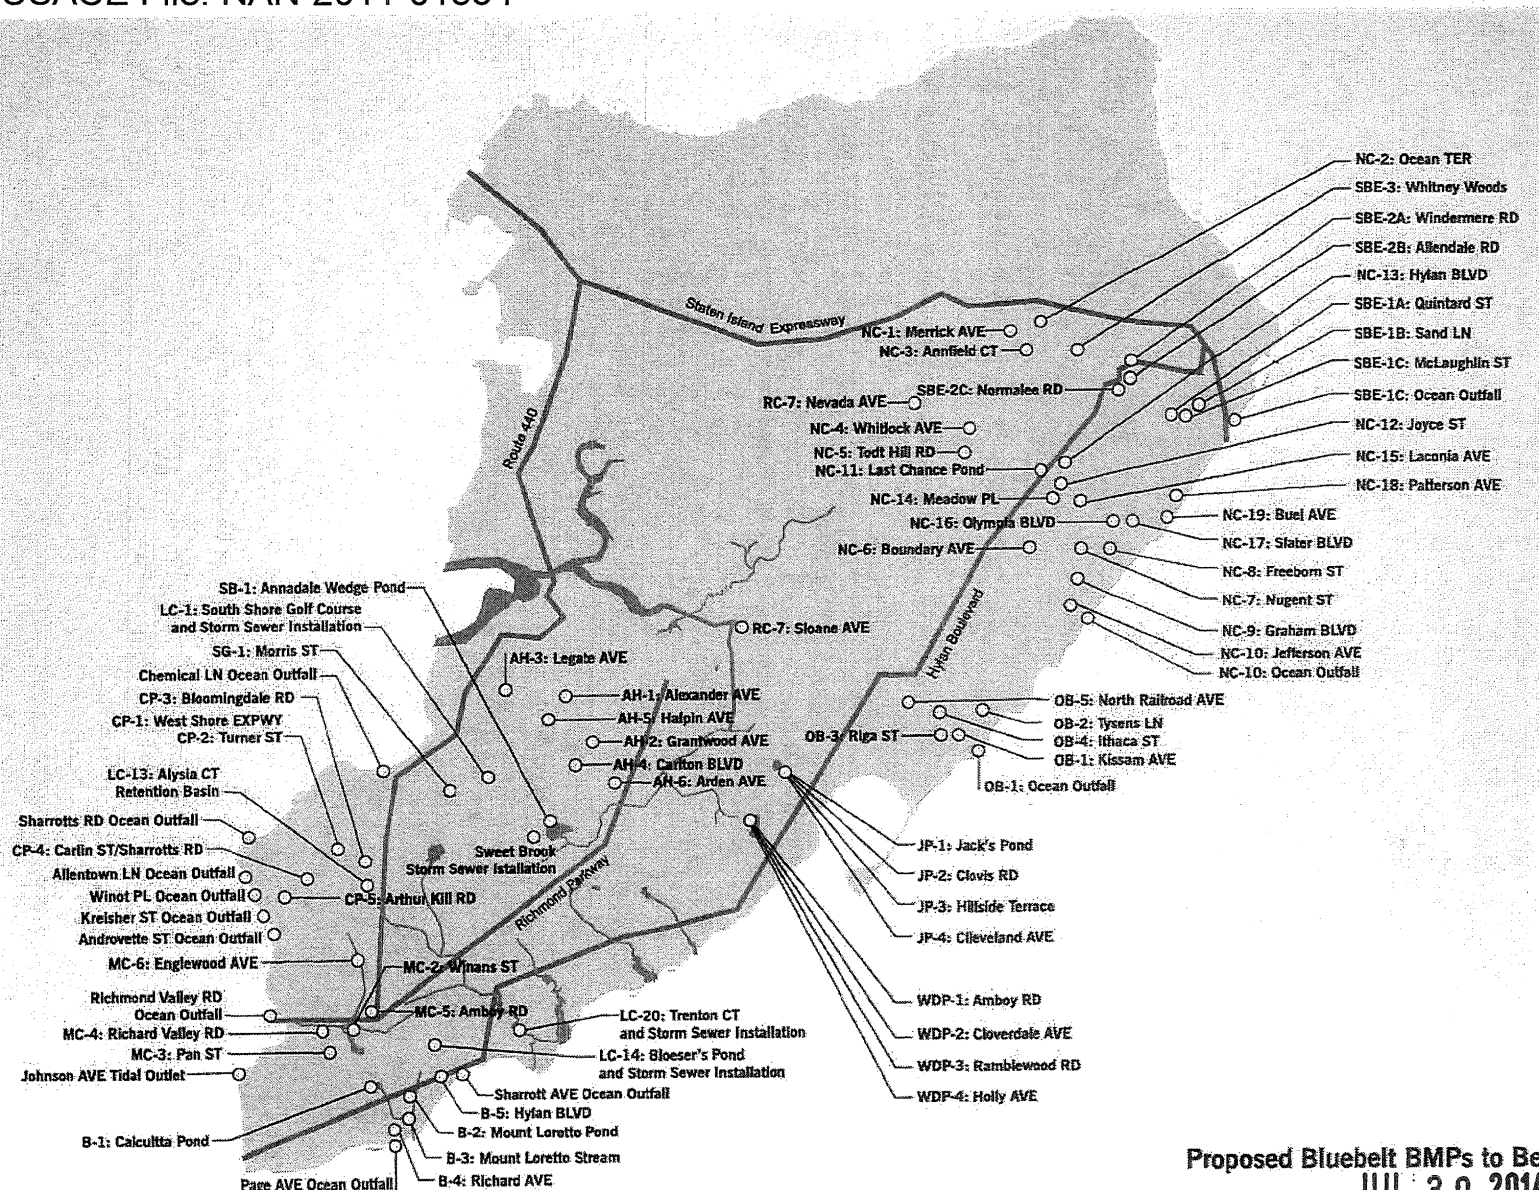 NC-2: Ocean TER
SBE-3: Whitney Woods
SBE-2A: Windermere RD
SBE-2B: Allendale RD
NC-13: Hylan BLVD
SBE-1A: Quintard ST
SBE-1B: Sand LN
SBE-1C: McLaughlin ST
SBE-1C: Ocean Outfall
NC-12: Joyce ST
NC-15: Laconia AVE
NC-18: Patterson AVE
NC-19: Buel AVE
NC-17: Slater BLVD
NC-8: Freeborn ST
NC-7: Nugent ST
NC-9: Graham BLVD
NC-10: Jefferson AVE
NC-10: Ocean Outfall
Staten Island Expressway
NC-1: Merrick AVE
NC-3: Annfield CT
SBE-2C: Normalee RD
RC-7: Nevada AVE
NC-4: Whitlock AVE
NC-5: Todt Hill RD
NC-11: Last Chance Pond
NC-14: Meadow PL
NC-16: Olympia BLVD
NC-6: Boundary AVE
Route 440
Hylan Boulevard
RC-7: Sloane AVE
OB-5: North Railroad AVE
OB-2: Tysens LN
OB-4: Ithaca ST
OB-3: Riga ST
OB-1: Kissam AVE
OB-1: Ocean Outfall
SB-1: Annadale Wedge Pond
LC-1: South Shore Golf Course
and Storm Sewer Installation
SG-1: Morris ST
Chemical LN Ocean Outfall
CP-3: Bloomingdale RD
CP-1: West Shore EXPWY
CP-2: Turner ST
LC-13: Alysia CT
Retention Basin
Sharrotts RD Ocean Outfall
CP-4: Carlin ST/Sharrotts RD
Allentown LN Ocean Outfall
Winot PL Ocean Outfall
CP-5: Arthur Kill RD
Kreisher ST Ocean Outfall
Androvette ST Ocean Outfall
MC-6: Englewood AVE
AH-3: Legate AVE
AH-1: Alexander AVE
AH-5: Halpin AVE
AH-2: Grantwood AVE
AH-4: Carlton BLVD
AH-6: Arden AVE
Sweet Brook
Storm Sewer Istallation
Richmond Parkway
JP-1: Jack's Pond
JP-2: Clovis RD
JP-3: Hillside Terrace
JP-4: Clieveland AVE
WDP-1: Amboy RD
WDP-2: Cloverdale AVE
WDP-3: Ramblewood RD
WDP-4: Holly AVE
MC-2: Winans ST
Richmond Valley RD
Ocean Outfall
MC-5: Amboy RD
MC-4: Richard Valley RD
MC-3: Pan ST
Johnson AVE Tidal Outlet
LC-20: Trenton CT
and Storm Sewer Installation
LC-14: Bloeser's Pond
and Storm Sewer Installation
Sharrott AVE Ocean Outfall
B-5: Hylan BLVD
B-1: Calcultta Pond
B-2: Mount Loretto Pond
B-3: Mount Loretto Stream
B-4: Richard AVE
Page AVE Ocean Outfall
Proposed Bluebelt BMPs to Be